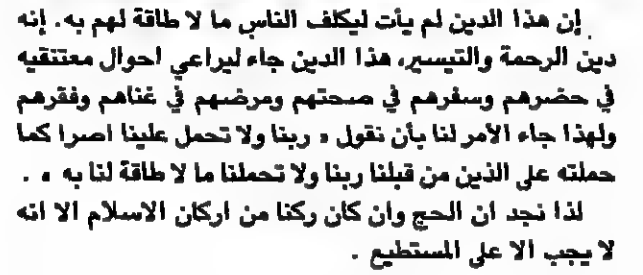 إن هذا الدين لم يأت ليكلف الناس ما لا طاقة لهم به. إنه
دين الرحمة والتيسير، هذا الدين جاء ليراعي احوال معتنقيه
في حضرهم وسفرهم في صحتهم ومرضهم في غناهم وفقرهم
ولهذا جاء الأمر لنا بأن نقول « ربنا ولا تحمل علينا اصرا كما
حملته على الذين من قبلنا ربنا ولا تحملنا ما لا طاقة لنا به » .
لذا نجد ان الحج وان كان ركنا من اركان الاسلام الا انه
لا يجب الا على المستطيع .